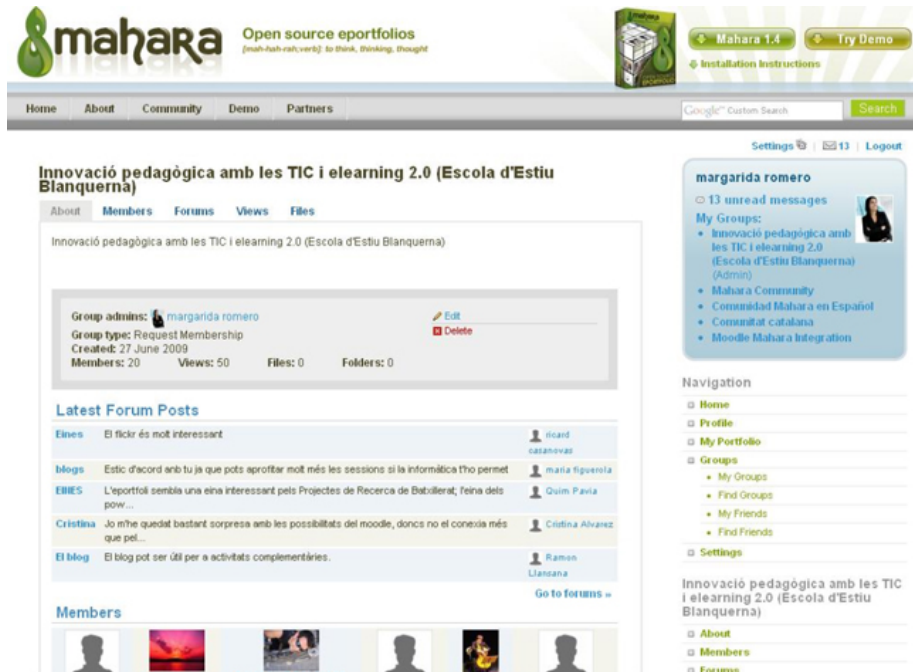 mahara
Open source eportfolios
[mah-hah-rah;verb]: to think, thinking, thought
Mahara 1.4
Try Demo
Installation Instructions
Home About Community Demo Partners
Google™ Custom Search
Search
Settings 13 Logout
Innovació pedagògica amb les TIC i elearning 2.0 (Escola d'Estiu
Blanquerna)
About Members Forums Views Files
Innovació pedagògica amb les TIC i elearning 2.0 (Escola d'Estiu Blanquerna)
Group admins: margarida romero
Edit
Delete
Group type: Request Membership
Created: 27 June 2009
Members: 20 Views: 50 Files: 0 Folders: 0
Latest Forum Posts
Eines El flickr és molt interessant ricard
casanovas
blogs Estic d'acord amb tu ja que pots aprofitar molt més les sessions si la informàtica t'ho permet maria figuerola
EINES L'eportfoli sembla una eina interessant pels Projectes de Recerca de Batxillerat; l'eina dels Quim Pavia
pow...
Cristina Jo m'he quedat bastant sorpresa amb les possibilitats del moodle, doncs no el coneixia més Cristina Alvarez
que pel...
El blog El blog pot ser útil per a activitats complementàries. Ramon
Llansana
Go to forums »
Members
margarida romero
13 unread messages
My Groups:
Innovació pedagògica amb
les TIC i elearning 2.0
(Escola d'Estiu Blanquerna)
(Admin)
Mahara Community
Comunidad Mahara en Español
Comunitat catalana
Moodle Mahara Integration
Navigation
Home
Profile
My Portfolio
Groups
My Groups
Find Groups
My Friends
Find Friends
Settings
Innovació pedagògica amb les TIC
i elearning 2.0 (Escola d'Estiu
Blanquerna)
About
Members
Forums